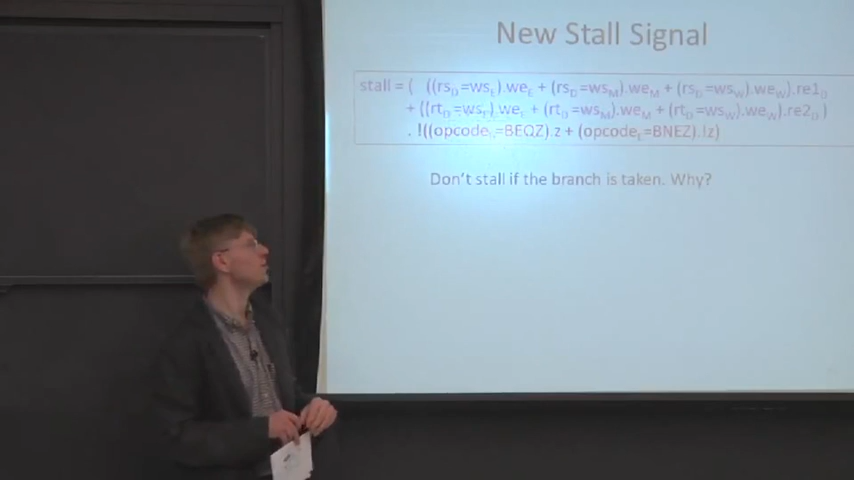 New Stall Signal
stall = ( ((rsD =wsE).weE + (rsD =wsM).weM + (rsD =wsW).weW).re1D
+ ((rtD =wsE).weE + (rtD =wsM).weM + (rtD =wsW).weW).re2D )
. !((opcodeE=BEQZ).z + (opcodeE=BNEZ).!z)
Don't stall if the branch is taken. Why?